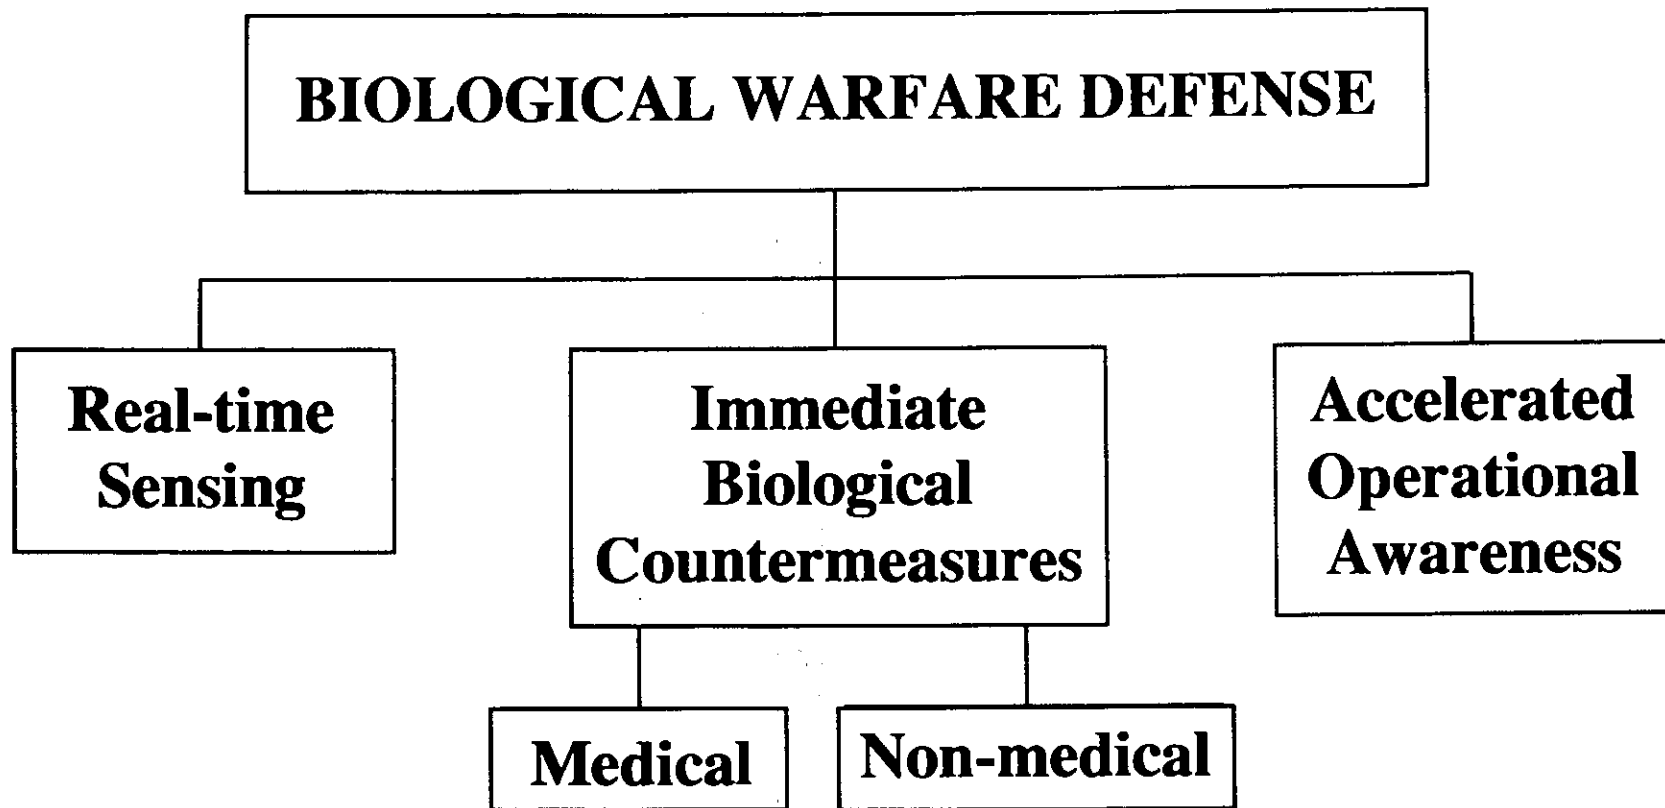 BIOLOGICAL WARFARE DEFENSE
Real-time
Sensing
Immediate
Biological
Countermeasures
Accelerated
Operational
Awareness
Medical
Non-medical